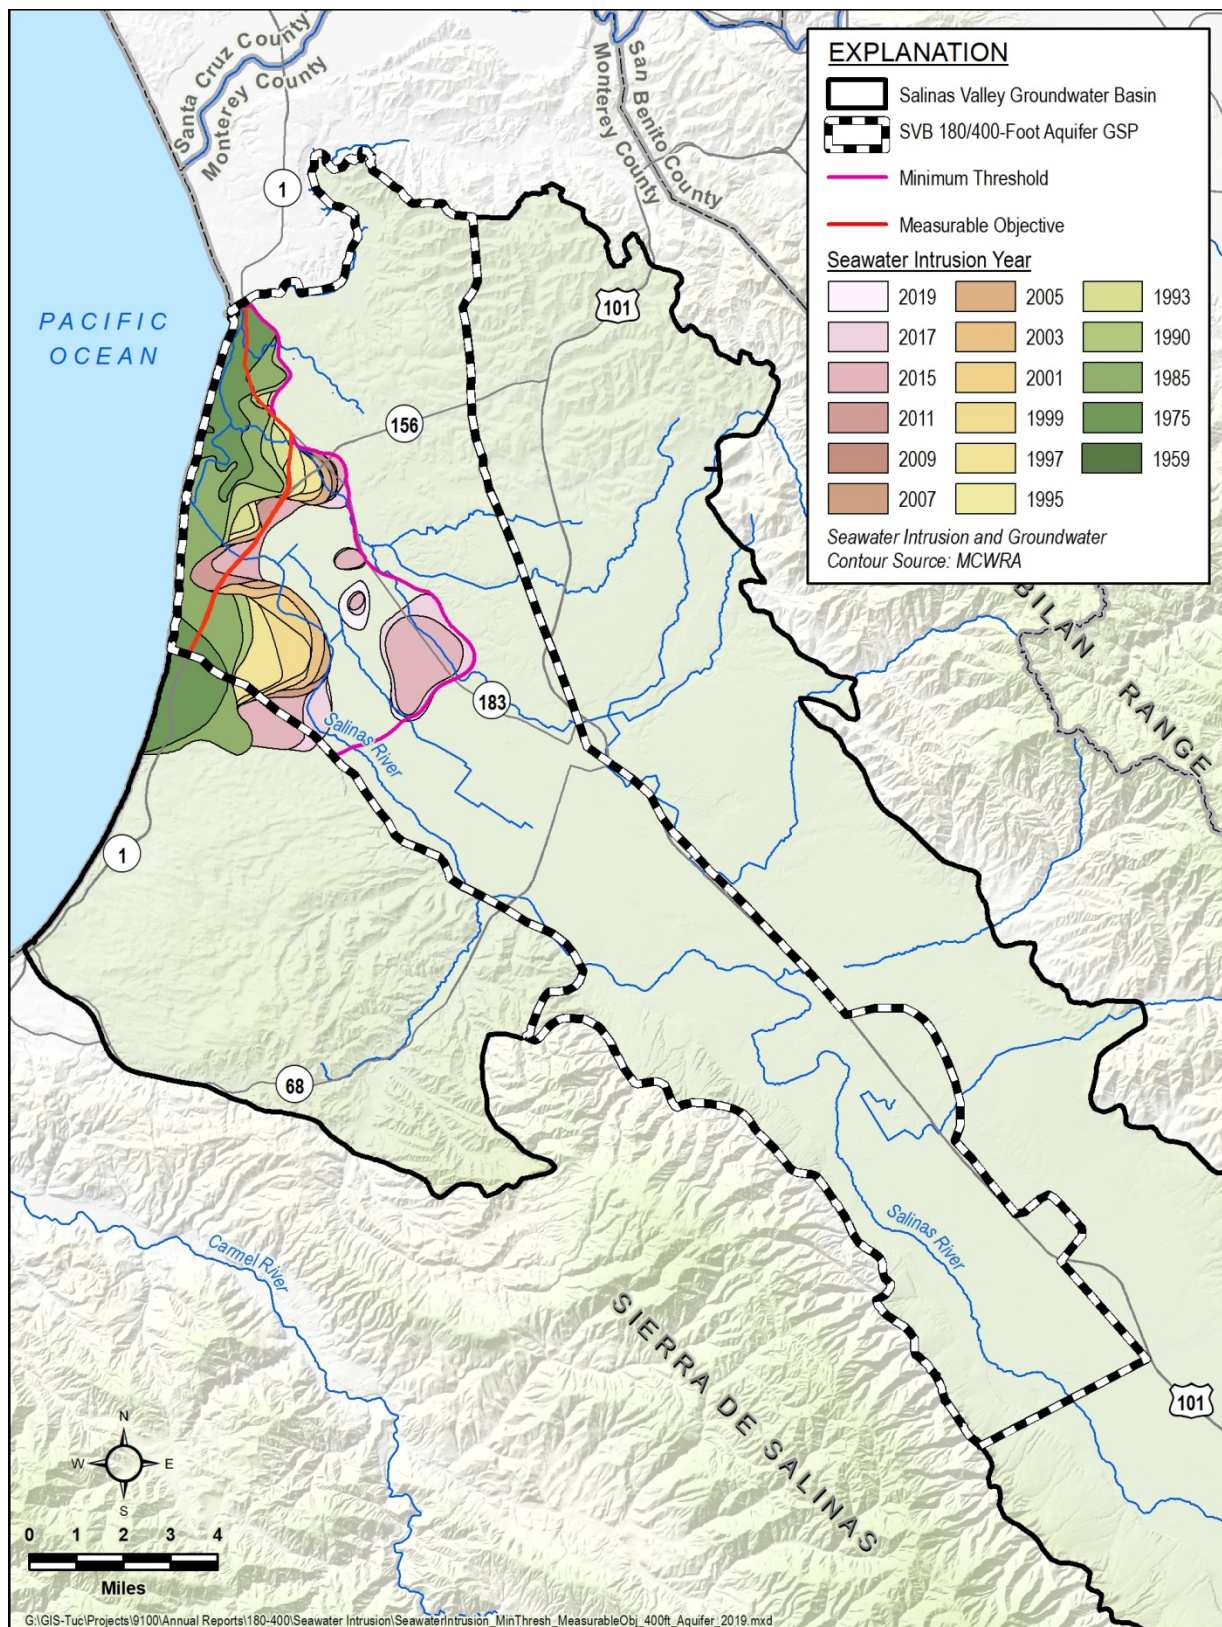 Santa Cruz County
Monterey County
Monterey County
San Benito County
1
101
156
183
1
68
101
PACIFIC
OCEAN
Salinas River
BILAN
RANGE
Salinas River
Carmel River
SIERRA DE SALINAS
EXPLANATION
Salinas Valley Groundwater Basin
SVB 180/400-Foot Aquifer GSP
Minimum Threshold
Measurable Objective
Seawater Intrusion Year
2019
2017
2015
2011
2009
2007
2005
2003
2001
1999
1997
1995
1993
1990
1985
1975
1959
Seawater Intrusion and Groundwater
Contour Source: MCWRA
N
W
E
S
0 1 2 3 4
Miles
G:\GIS-Tuc\Projects\9100\Annual Reports\180-400\Seawater Intrusion\SeawaterIntrusion_MinThresh_MeasurableObj_400ft_Aquifer_2019.mxd